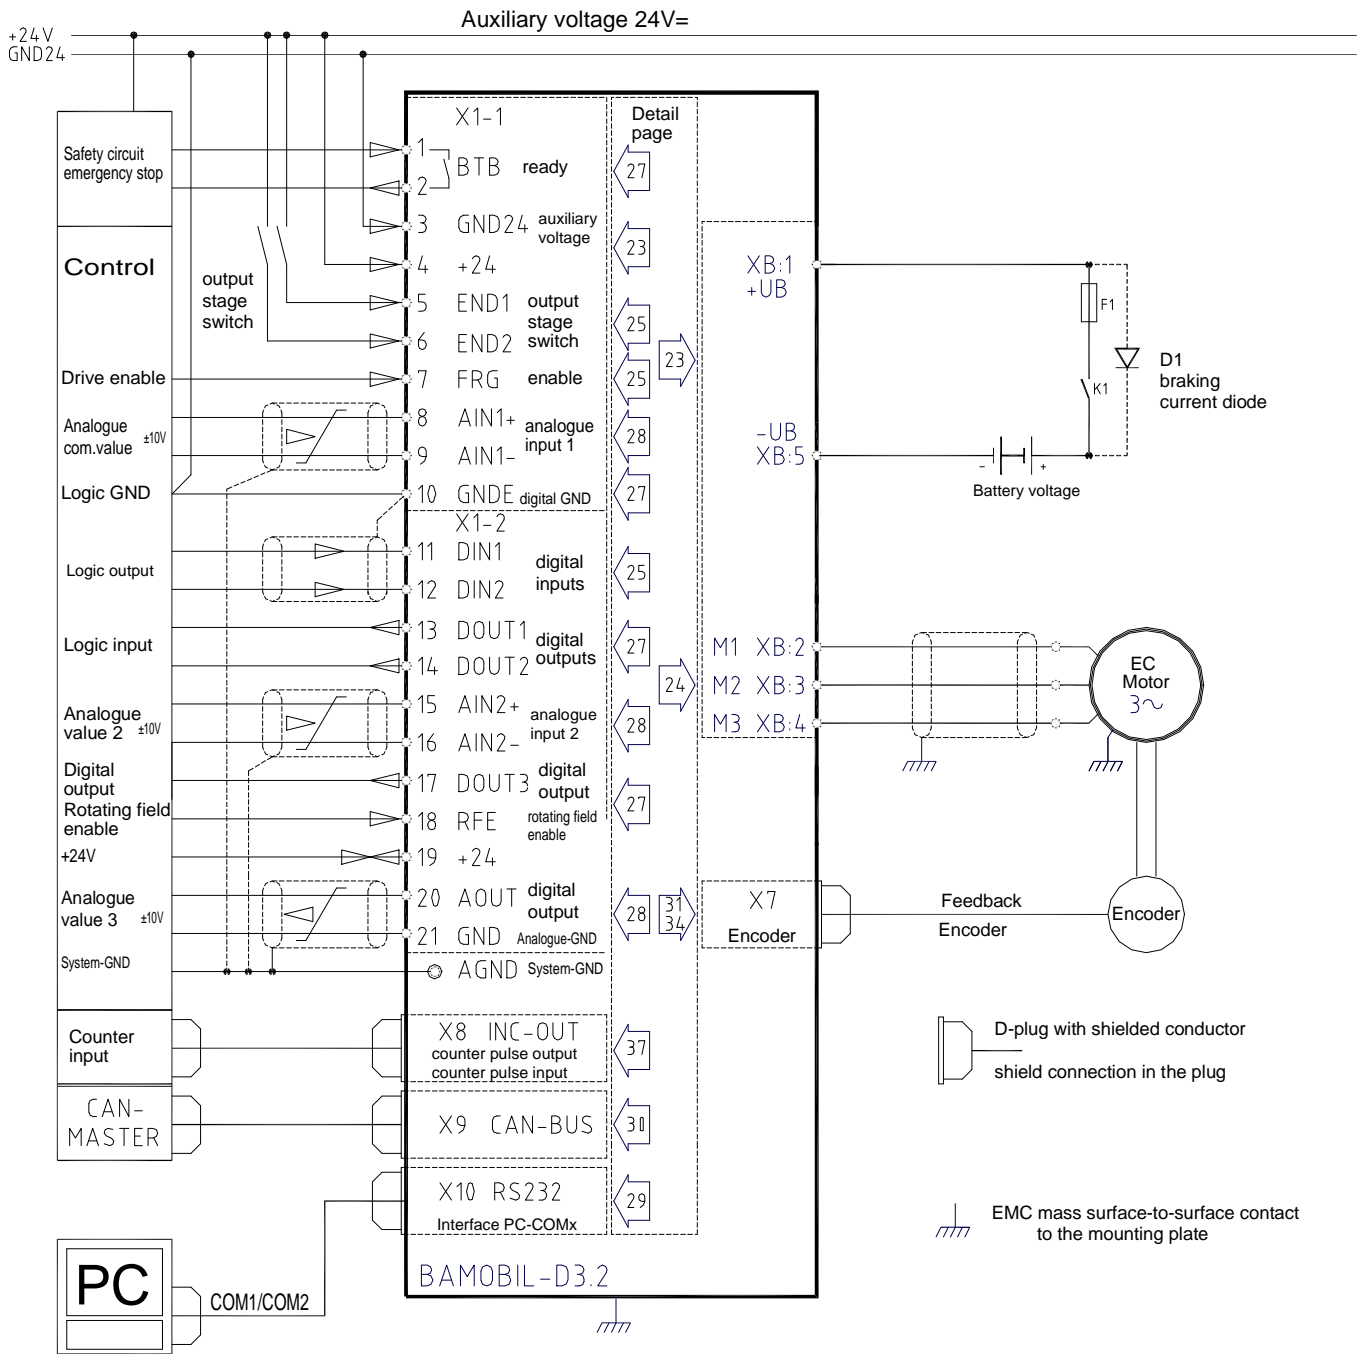 Auxiliary voltage 24V=
+24V
GND24
Safety circuit
emergency stop
Control
output
stage
switch
Drive enable
Analogue
com.value ±10V
Logic GND
Logic output
Logic input
Analogue
value 2 ±10V
Digital
output
Rotating field
enable
+24V
Analogue
value 3 ±10V
System-GND
Counter
input
CAN-
MASTER
PC
COM1/COM2
X1-1
1
BTB ready
2
3 GND24 auxiliary
voltage
4 +24
5 END1 output
stage
switch
6 END2
7 FRG enable
8 AIN1+ analogue
input 1
9 AIN1-
10 GNDE digital GND
X1-2
11 DIN1 digital
inputs
12 DIN2
13 DOUT1 digital
outputs
14 DOUT2
15 AIN2+ analogue
input 2
16 AIN2-
17 DOUT3 digital
output
18 RFE rotating field
enable
19 +24
20 AOUT digital
output
21 GND Analogue-GND
AGND System-GND
X8 INC-OUT
counter pulse output
counter pulse input
X9 CAN-BUS
X10 RS232
Interface PC-COMx
BAMOBIL-D3.2
Detail
page
27
23
25
23
25
28
27
25
27
24
28
27
28
31
34
37
30
29
XB:1
+UB
-UB
XB:5
M1 XB:2
M2 XB:3
M3 XB:4
X7
Encoder
F1
K1
D1
braking
current diode
- +
Battery voltage
EC
Motor
3~
Feedback
Encoder
Encoder
D-plug with shielded conductor
shield connection in the plug
EMC mass surface-to-surface contact
to the mounting plate